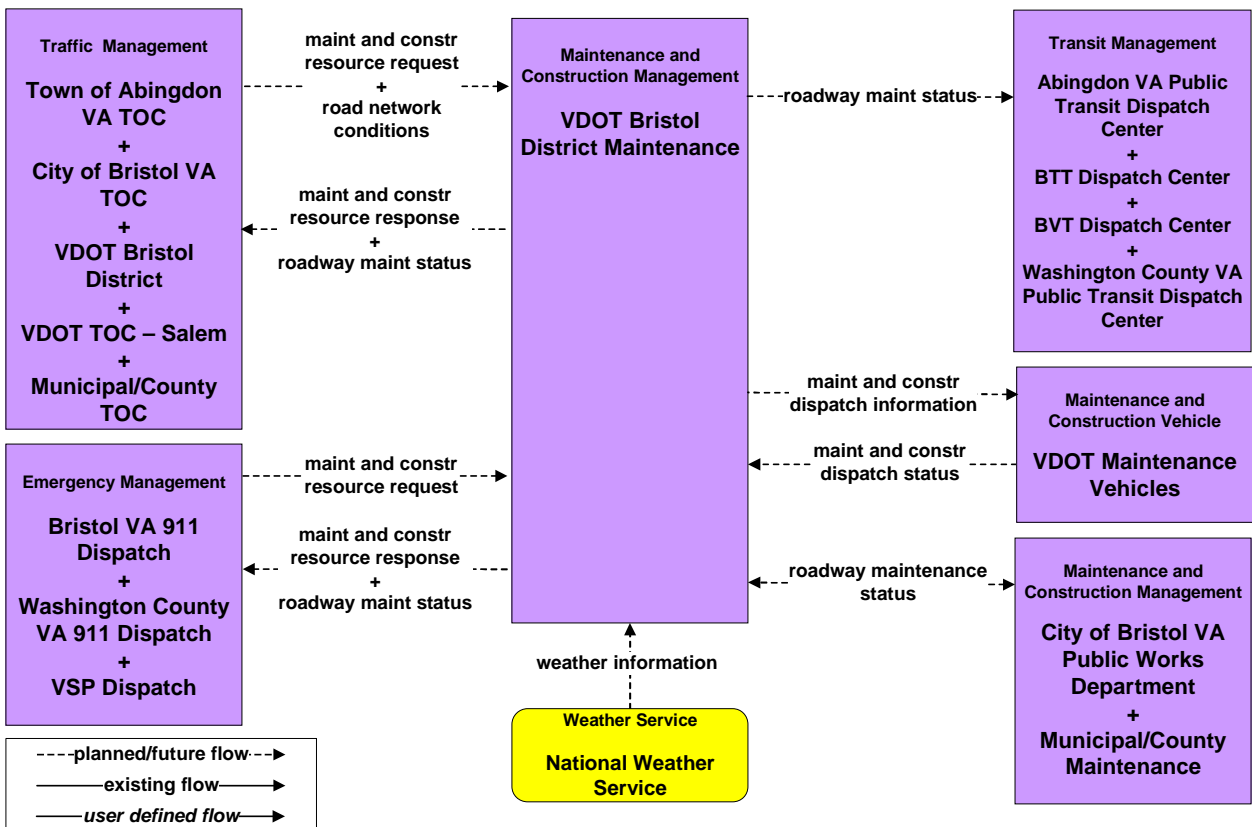 Traffic  Management
Town of Abingdon
VA TOC
+
City of Bristol VA
TOC
+
VDOT Bristol
District
+
VDOT TOC – Salem
+
Municipal/County
TOC
maint and constr
resource request
+
road network
conditions
maint and constr
resource response
+
roadway maint status
Emergency Management
Bristol VA 911
Dispatch
+
Washington County
VA 911 Dispatch
+
VSP Dispatch
maint and constr
resource request
maint and constr
resource response
+
roadway maint status
Maintenance and
Construction Management
VDOT Bristol
District Maintenance
weather information
Weather Service
National Weather
Service
roadway maint status
Transit Management
Abingdon VA Public
Transit Dispatch
Center
+
BTT Dispatch Center
+
BVT Dispatch Center
+
Washington County VA
Public Transit Dispatch
Center
maint and constr
dispatch information
maint and constr
dispatch status
Maintenance and
Construction Vehicle
VDOT Maintenance
Vehicles
roadway maintenance
status
Maintenance and
Construction Management
City of Bristol VA
Public Works
Department
+
Municipal/County
Maintenance
planned/future flow
existing flow
user defined flow